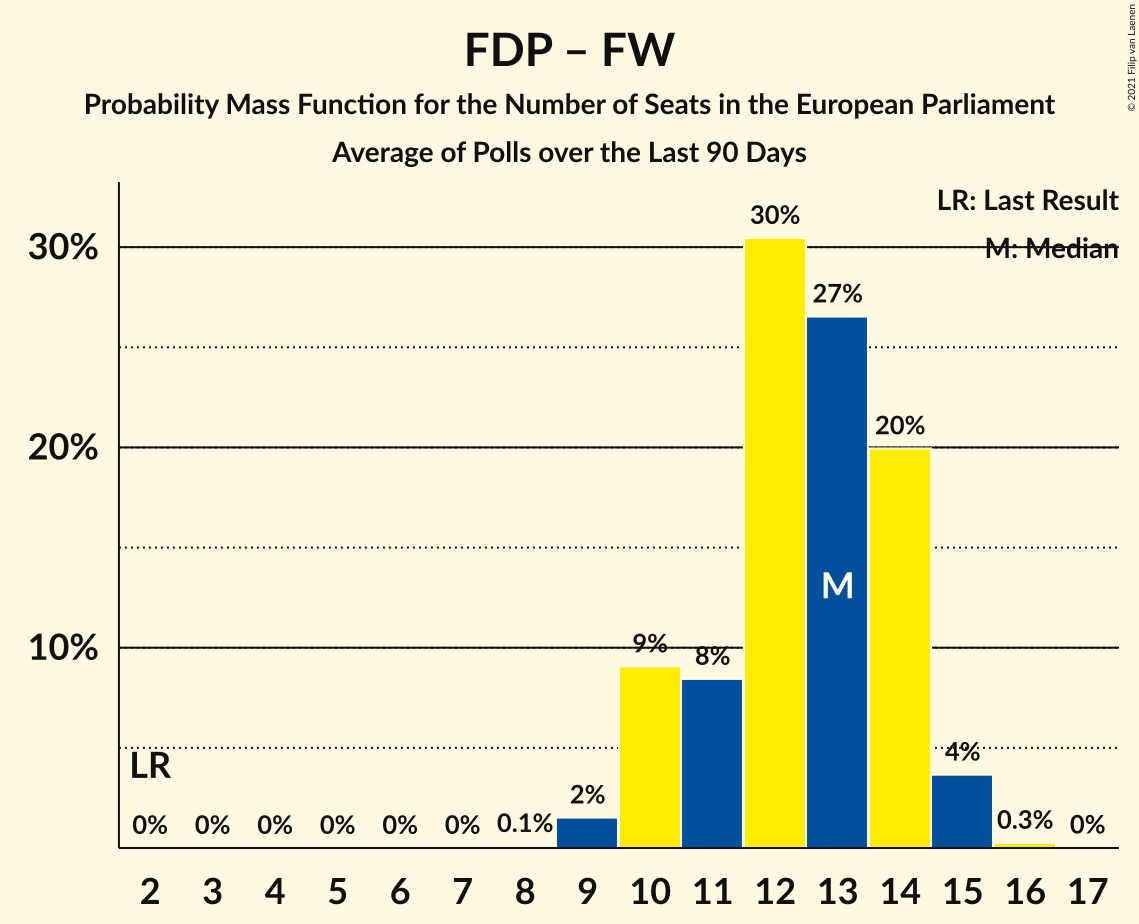 FDP – FW
Probability Mass Function for the Number of Seats in the European Parliament
Average of Polls over the Last 90 Days
© 2021 Filip van Laenen
LR: Last Result
M: Median
30%
20%
10%
30%
27%
20%
M
9%
8%
4%
2%
LR
0%
0%
0%
0%
0%
0%
0.1%
0.3%
0%
2 3 4 5 6 7 8 9 10 11 12 13 14 15 16 17